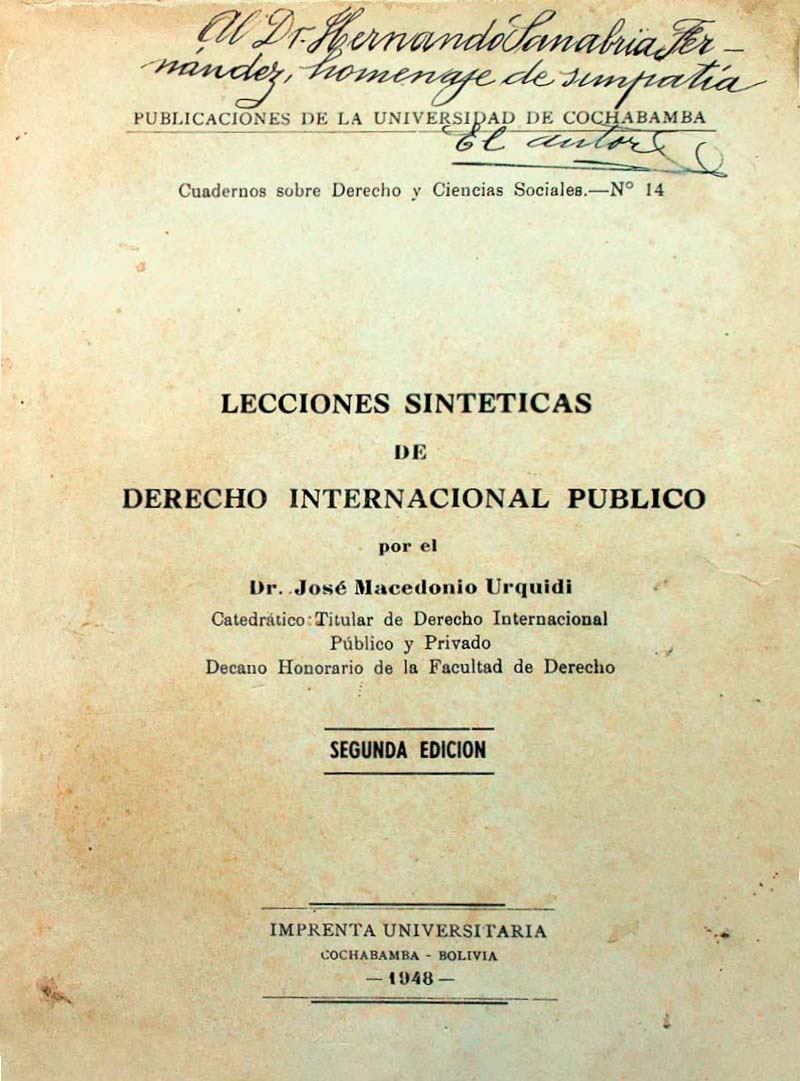 Al Dr. Hernando Sanabria Fer-
nández, homenaje de simpatía
PUBLICACIONES DE LA UNIVERSIDAD DE COCHABAMBA
El autor
Cuadernos sobre Derecho y Ciencias Sociales.—N° 14
LECCIONES SINTETICAS
DE
DERECHO INTERNACIONAL PUBLICO
por el
Dr. José Macedonio Urquidi
Catedrático Titular de Derecho Internacional
Público y Privado
Decano Honorario de la Facultad de Derecho
SEGUNDA EDICION
IMPRENTA UNIVERSITARIA
COCHABAMBA - BOLIVIA
— 1948 —